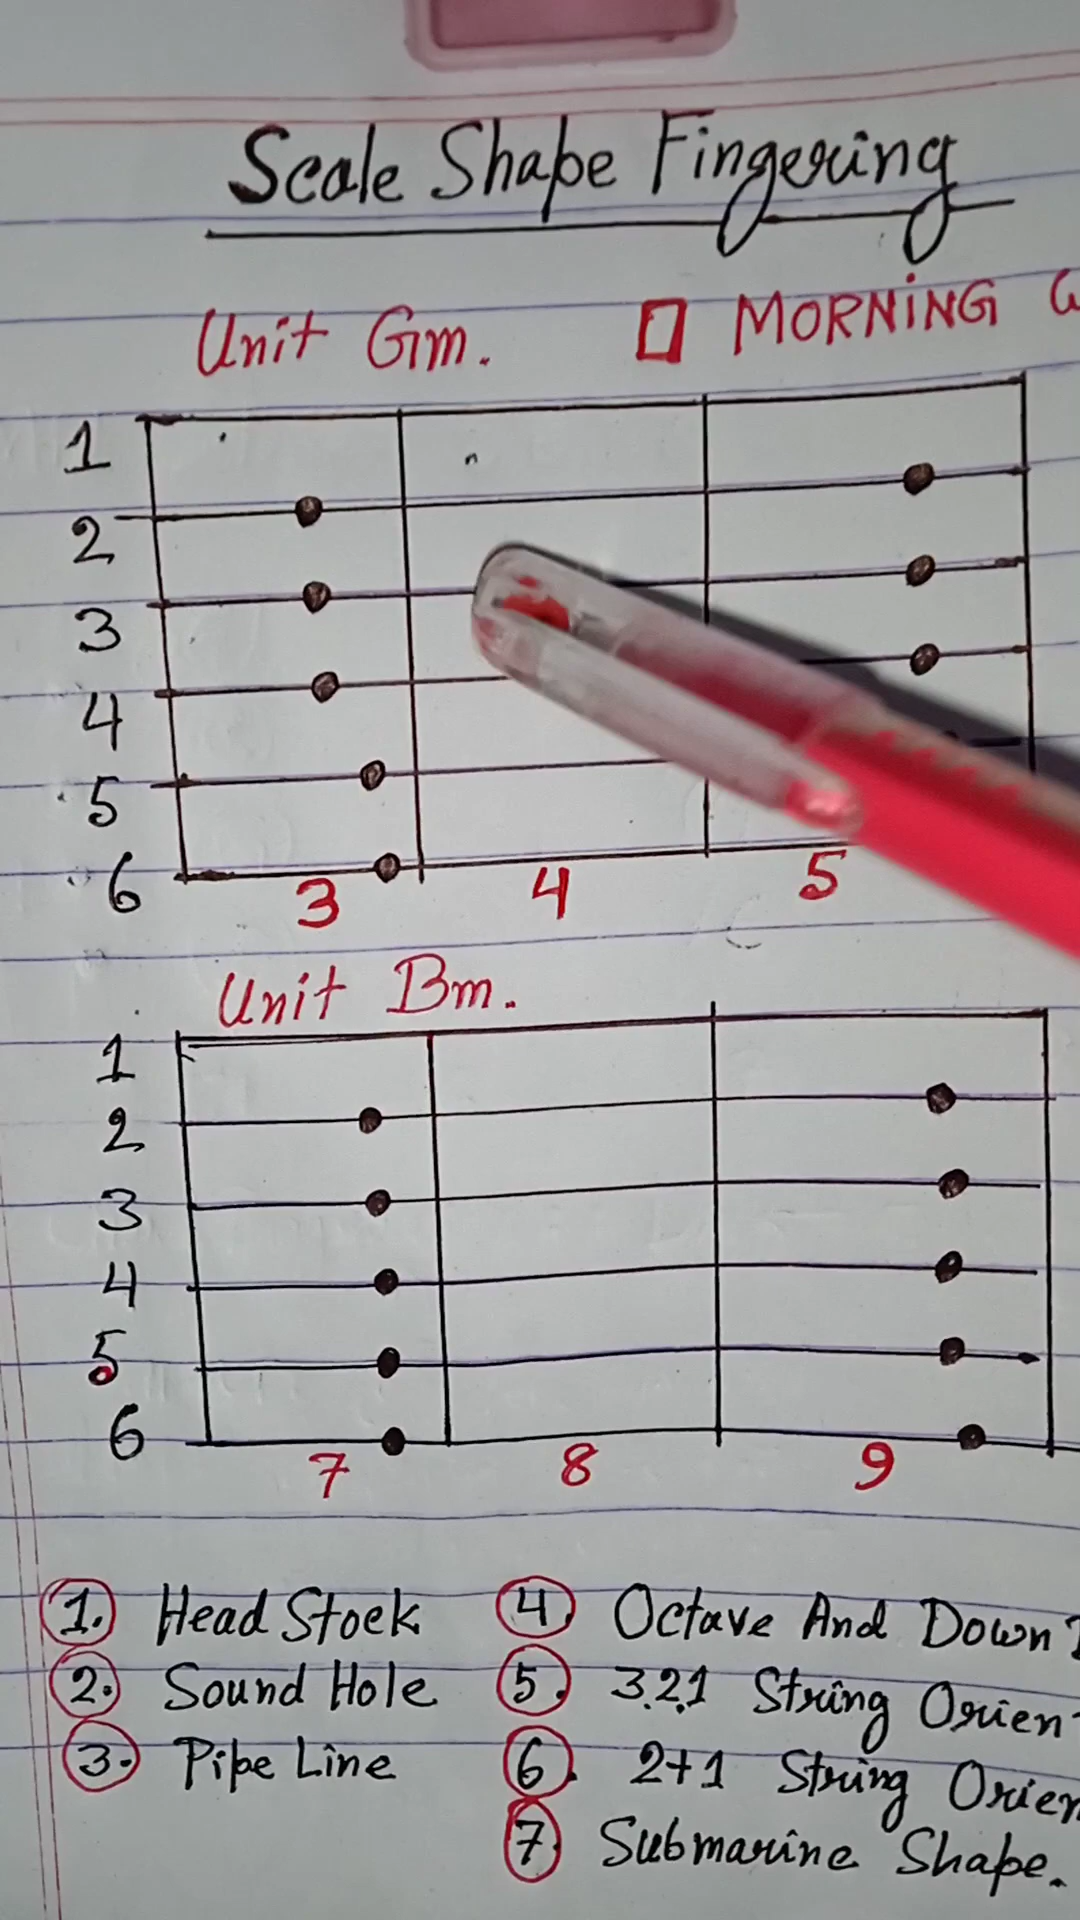 Scale Shape Fingering
Unit Gm. MORNING
1
2
3
4
5
6
3 4 5
Unit Bm.
1
2
3
4
5
6
7 8 9
1. Head Stock 4. Octave And Down
2. Sound Hole 5. 3.2.1 String
3. Pipe Line 6. 2+1 String
7. Submarine Shape.